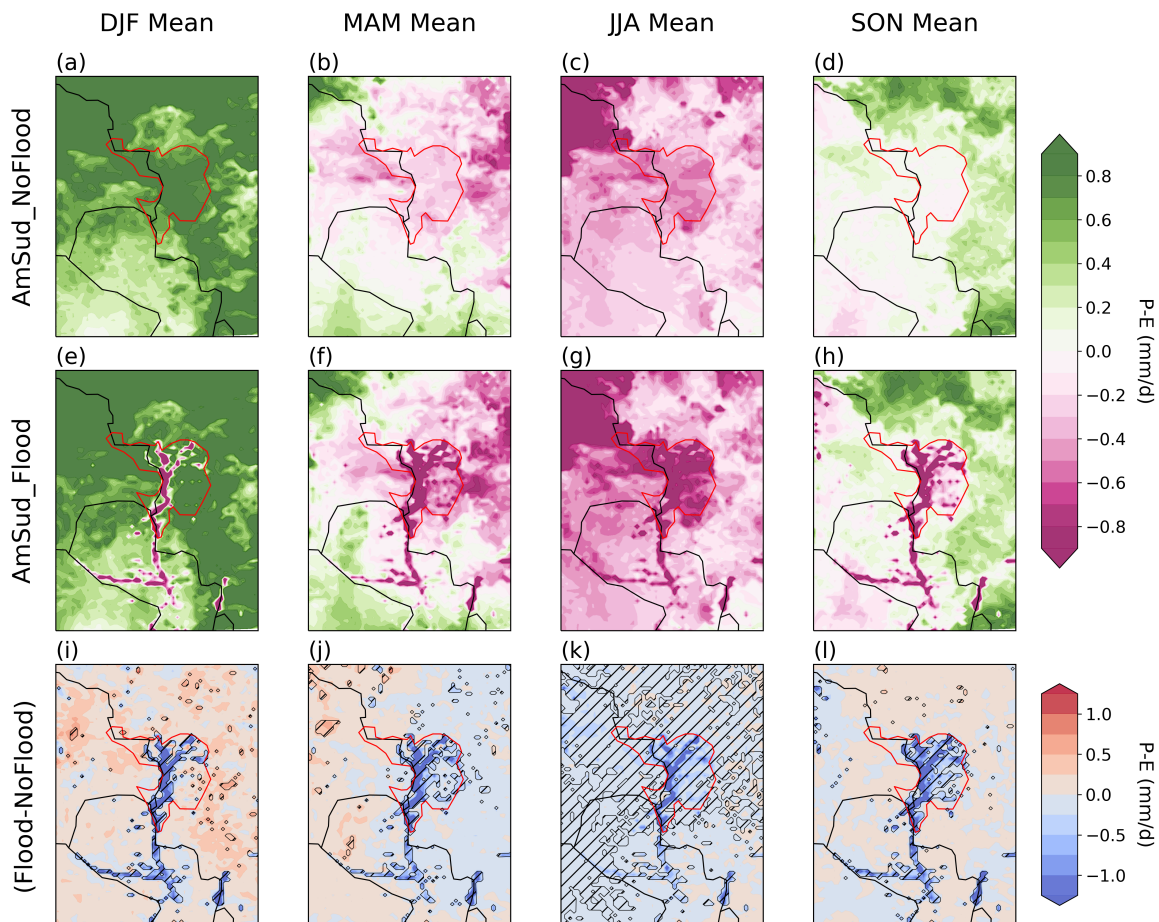 DJF Mean
MAM Mean
JJA Mean
SON Mean
(a)
(b)
(c)
(d)
AmSud_NoFlood
(e)
(f)
(g)
(h)
AmSud_Flood
(i)
(j)
(k)
(l)
(Flood-NoFlood)
0.8
0.6
0.4
0.2
0.0
−0.2
−0.4
−0.6
−0.8
P-E (mm/d)
1.0
0.5
0.0
−0.5
−1.0
P-E (mm/d)